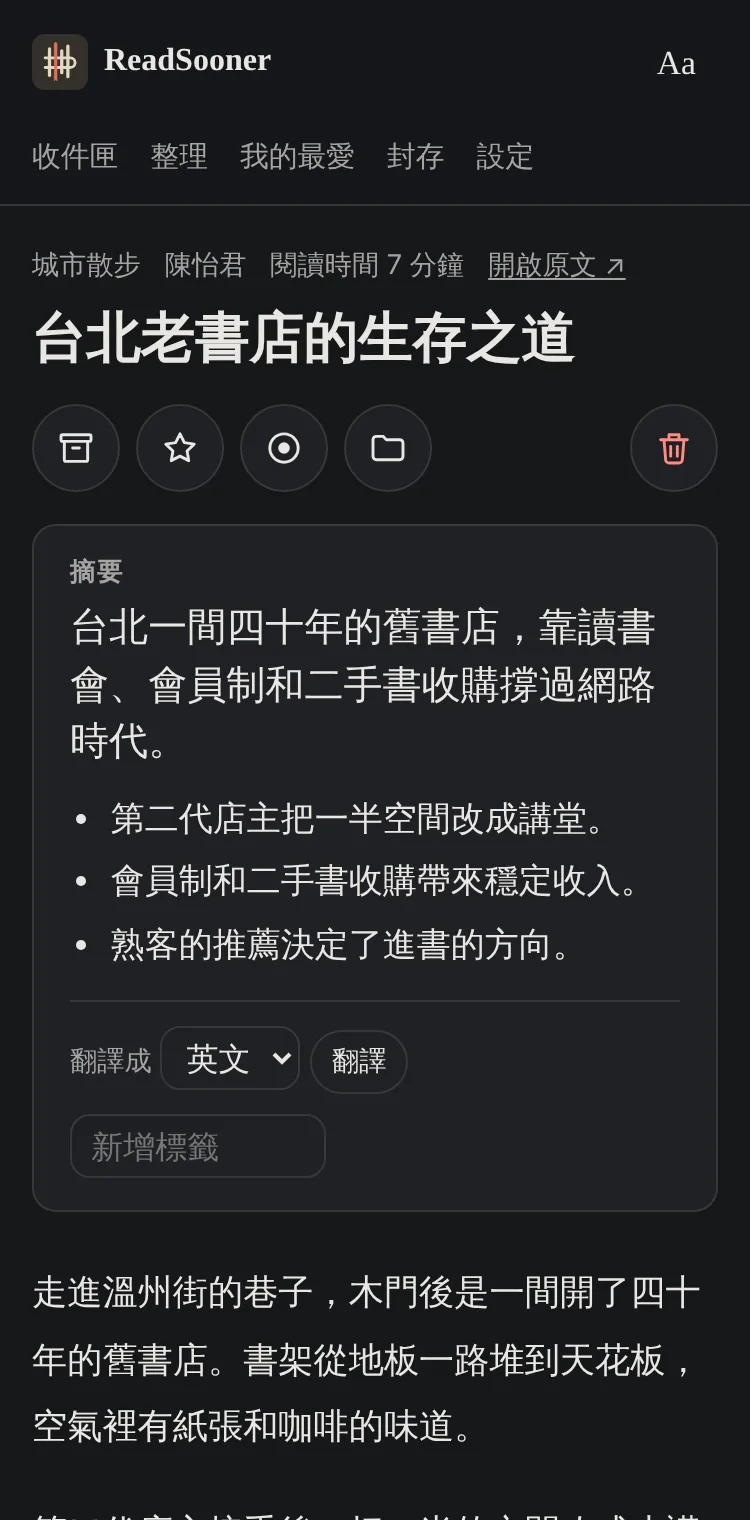 ReadSooner
Aa
收件匣 整理 我的最愛 封存 設定
城市散步 陳怡君 閱讀時間 7 分鐘 開啟原文 ↗
台北老書店的生存之道
摘要
台北一間四十年的舊書店，靠讀書
會、會員制和二手書收購撐過網路
時代。
• 第二代店主把一半空間改成講堂。
• 會員制和二手書收購帶來穩定收入。
• 熟客的推薦決定了進書的方向。
翻譯成 英文 翻譯
新增標籤
走進溫州街的巷子，木門後是一間開了四十
年的舊書店。書架從地板一路堆到天花板，
空氣裡有紙張和咖啡的味道。